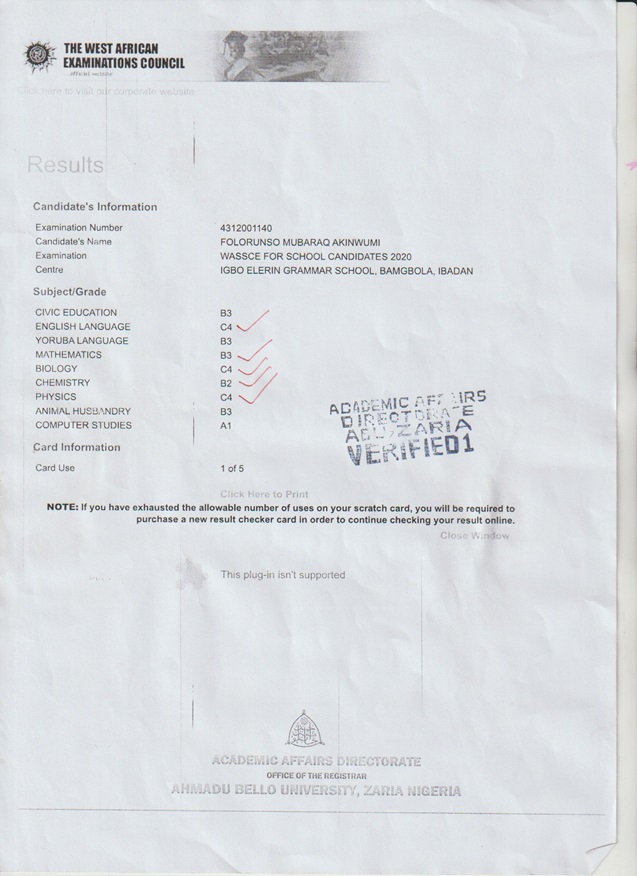 THE WEST AFRICAN
EXAMINATIONS COUNCIL
...official website
Click here to visit our corporate website
Results
Candidate's Information
Examination Number 4312001140
Candidate's Name FOLORUNSO MUBARAQ AKINWUMI
Examination WASSCE FOR SCHOOL CANDIDATES 2020
Centre IGBO ELERIN GRAMMAR SCHOOL, BAMGBOLA, IBADAN
Subject/Grade
CIVIC EDUCATION B3
ENGLISH LANGUAGE C4
YORUBA LANGUAGE B3
MATHEMATICS B3
BIOLOGY C4
CHEMISTRY B2
PHYSICS C4
ANIMAL HUSBANDRY B3
COMPUTER STUDIES A1
ACADEMIC AFFAIRS
DIRECTORATE
ABU ZARIA
VERIFIED1
Card Information
Card Use 1 of 5
Click Here to Print
NOTE: If you have exhausted the allowable number of uses on your scratch card, you will be required to
purchase a new result checker card in order to continue checking your result online.
Close Window
This plug-in isn't supported
ACADEMIC AFFAIRS DIRECTORATE
OFFICE OF THE REGISTRAR
AHMADU BELLO UNIVERSITY, ZARIA NIGERIA